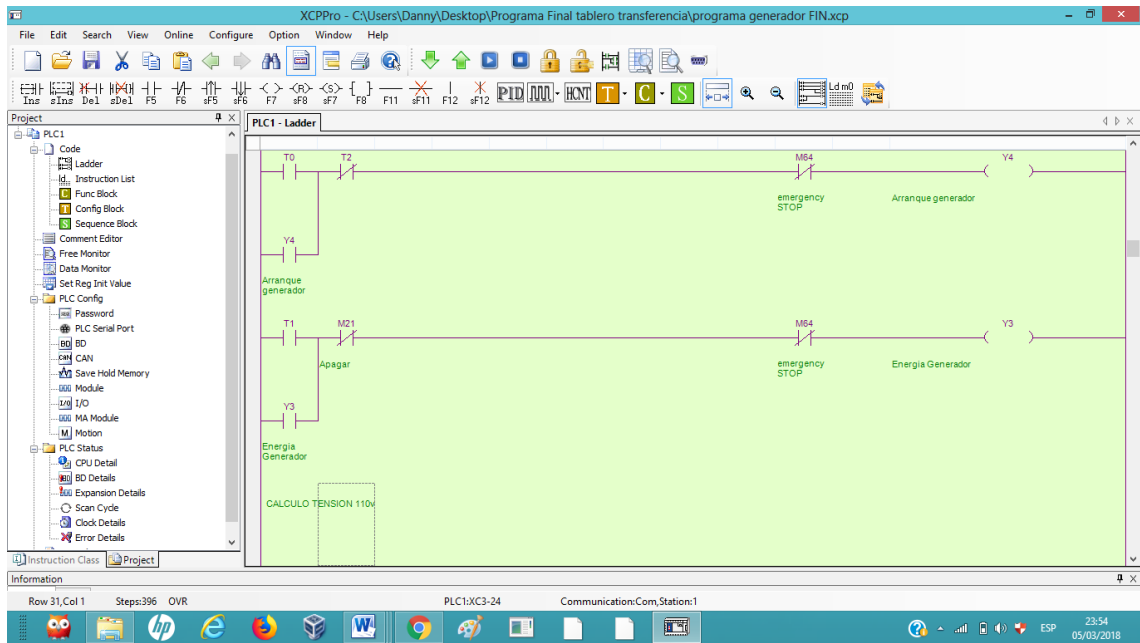 XCPPro - C:\Users\Danny\Desktop\Programa Final tablero transferencia\programa generador FIN.xcp
File Edit Search View Online Configure Option Window Help
Ins sIns Del sDel F5 F6 sF5 sF6 F7 sF8 sF7 F8 F11 sF11 F12 sF12 PID HCNT T C S Ld m0
Project
PLC1 - Ladder
PLC1
Code
Ladder
Instruction List
Func Block
Config Block
Sequence Block
Comment Editor
Free Monitor
Data Monitor
Set Reg Init Value
PLC Config
Password
PLC Serial Port
BD
CAN
Save Hold Memory
Module
I/O
MA Module
Motion
PLC Status
CPU Detail
BD Details
Expansion Details
Scan Cycle
Clock Details
Error Details
Instruction Class Project
T0 T2 M64 Y4
emergency STOP
Arranque generador
Y4
Arranque
generador
T1 M21 M64 Y3
Apagar
emergency STOP
Energia Generador
Y3
Energia
Generador
CALCULO TENSION 110v
Information
Row 31,Col 1 Steps:396 OVR PLC1:XC3-24 Communication:Com,Station:1
ESP
23:54
05/03/2018